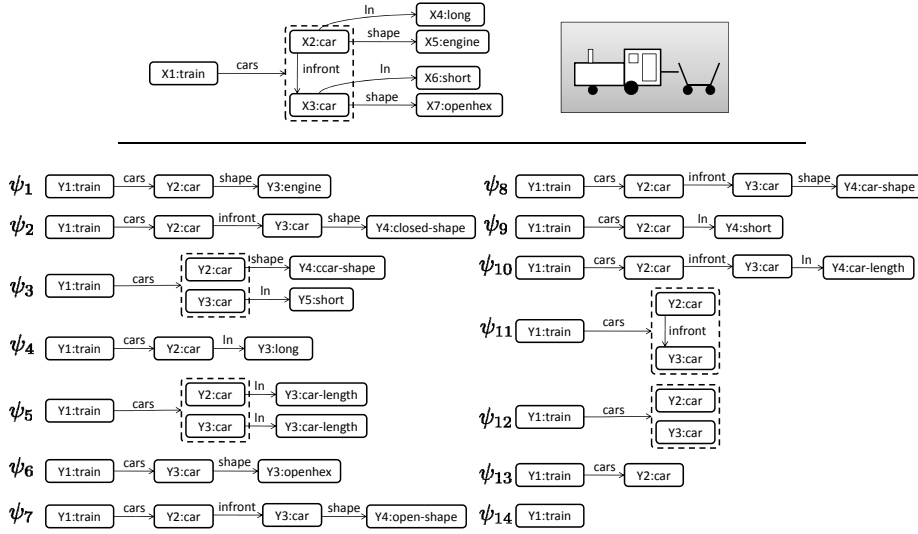 ln X4:long
X2:car shape X5:engine
X1:train cars infront ln X6:short
X3:car shape X7:openhex
ψ1 Y1:train cars Y2:car shape Y3:engine
ψ2 Y1:train cars Y2:car infront Y3:car shape Y4:closed-shape
ψ3 Y1:train cars Y2:car shape Y4:ccar-shape
Y3:car ln Y5:short
ψ4 Y1:train cars Y2:car ln Y3:long
ψ5 Y1:train cars Y2:car ln Y3:car-length
Y3:car ln Y3:car-length
ψ6 Y1:train cars Y3:car shape Y3:openhex
ψ7 Y1:train cars Y2:car infront Y3:car shape Y4:open-shape
ψ8 Y1:train cars Y2:car infront Y3:car shape Y4:car-shape
ψ9 Y1:train cars Y2:car ln Y4:short
ψ10 Y1:train cars Y2:car infront Y3:car ln Y4:car-length
ψ11 Y1:train cars Y2:car infront Y3:car
ψ12 Y1:train cars Y2:car
Y3:car
ψ13 Y1:train cars Y2:car
ψ14 Y1:train